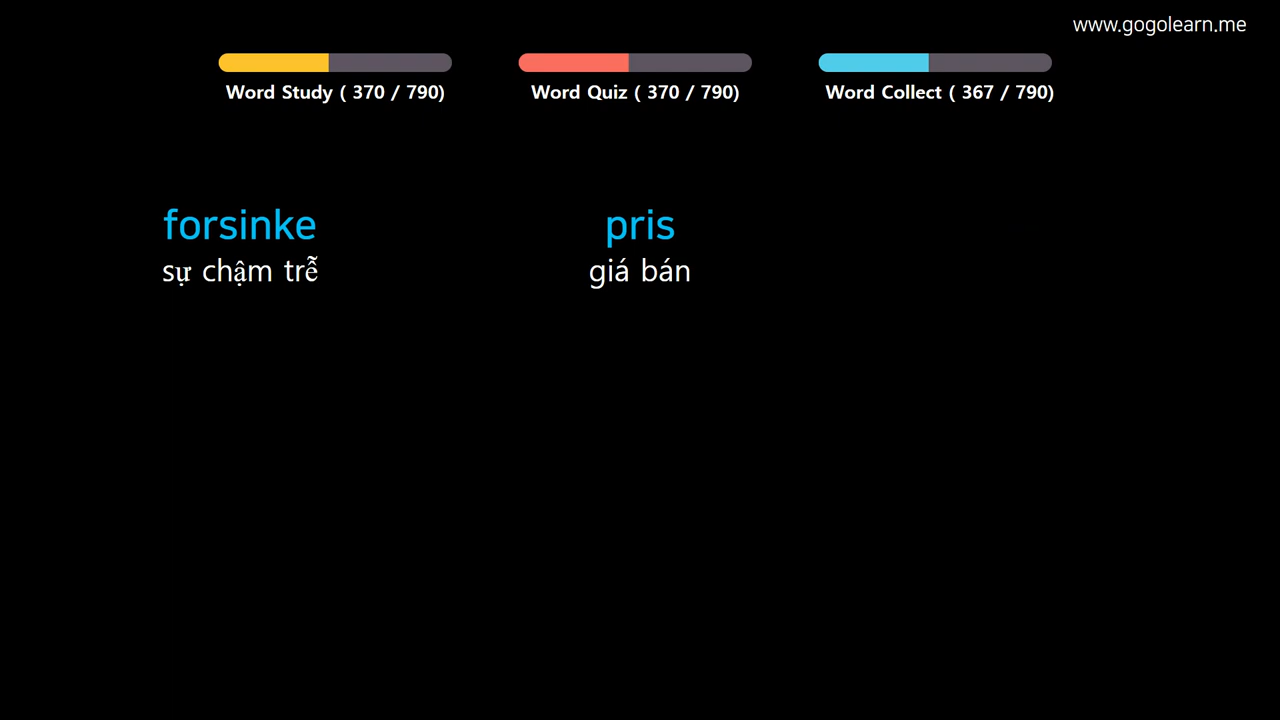 www.gogolearn.me
Word Study ( 370 / 790)
Word Quiz ( 370 / 790)
Word Collect ( 367 / 790)
forsinke
sự chậm trễ
pris
giá bán